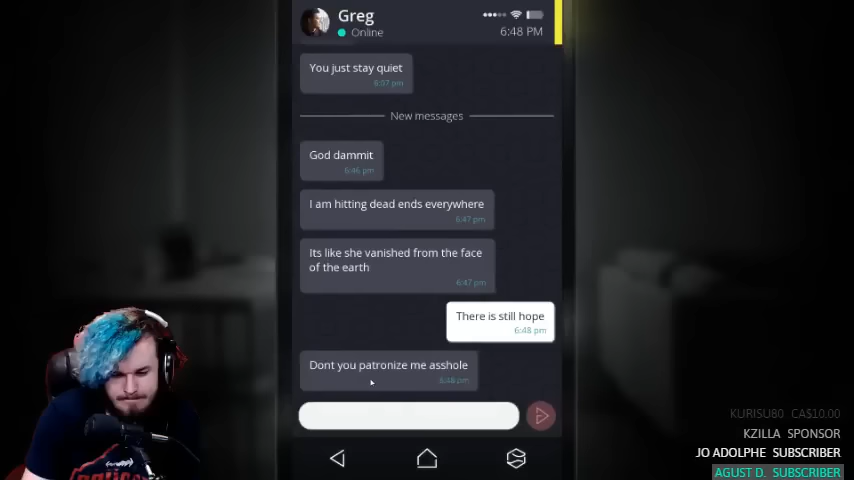 Greg
Online
6:48 PM
You just stay quiet
6:07 pm
New messages
God dammit
6:46 pm
I am hitting dead ends everywhere
6:47 pm
Its like she vanished from the face
of the earth
6:47 pm
There is still hope
6:48 pm
Dont you patronize me asshole
6:48 pm
KURISU80 CA$10.00
KZILLA SPONSOR
JO ADOLPHE SUBSCRIBER
AGUST D. SUBSCRIBER